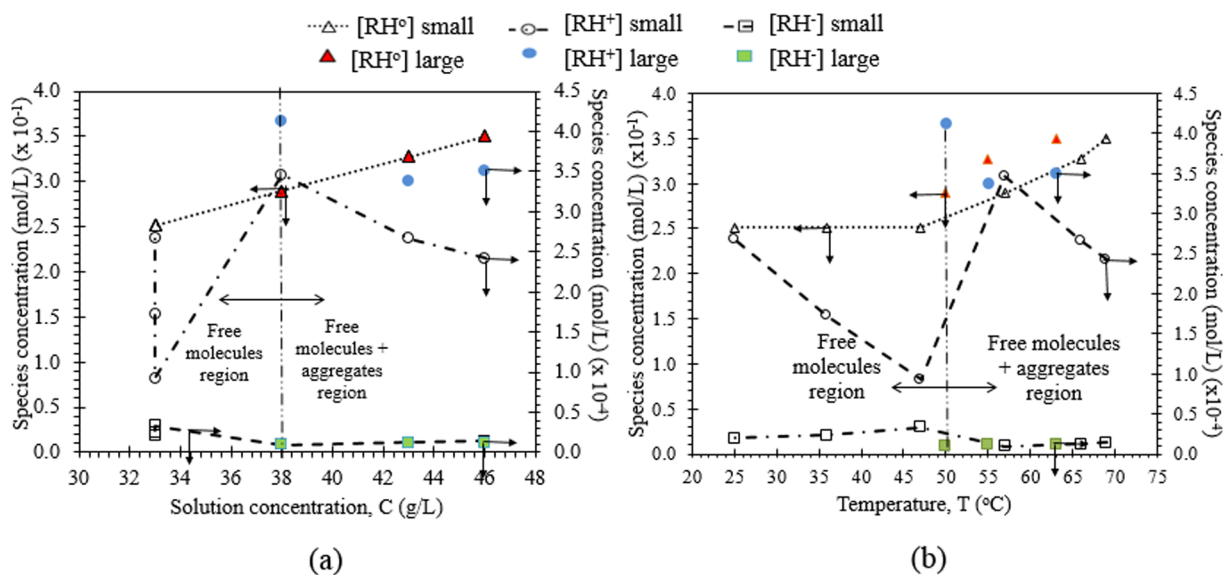 [RHº] small [RH⁺] small [RH⁻] small
[RHº] large [RH⁺] large [RH⁻] large
Species concentration (mol/L) (x 10⁻¹)
4.0
3.5
3.0
2.5
2.0
1.5
1.0
0.5
0.0
4.5
4.0
3.5
3.0
2.5
2.0
1.5
1.0
0.5
0.0
Species concentration
(mol/L) (x 10⁻⁴)
Free
molecules
region
Free
molecules +
aggregates
region
30 32 34 36 38 40 42 44 46 48
Solution concentration, C (g/L)
(a)
Species concentration (mol/L) (x10⁻¹)
4.0
3.5
3.0
2.5
2.0
1.5
1.0
0.5
0.0
4.5
4.0
3.5
3.0
2.5
2.0
1.5
1.0
0.5
0.0
Species concentration (mol/L) (x10⁻⁴)
Free
molecules
region
Free molecules
+ aggregates
region
20 25 30 35 40 45 50 55 60 65 70 75
Temperature, T (ºC)
(b)